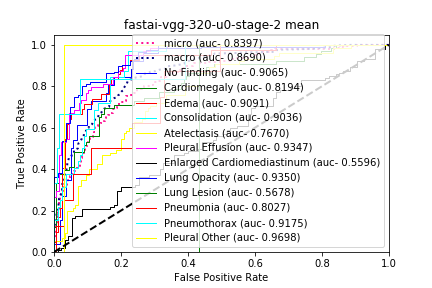 fastai-vgg-320-u0-stage-2 mean
True Positive Rate
1.0
0.8
0.6
0.4
0.2
0.0
micro (auc- 0.8397)
macro (auc- 0.8690)
No Finding (auc- 0.9065)
Cardiomegaly (auc- 0.8194)
Edema (auc- 0.9091)
Consolidation (auc- 0.9036)
Atelectasis (auc- 0.7670)
Pleural Effusion (auc- 0.9347)
Enlarged Cardiomediastinum (auc- 0.5596)
Lung Opacity (auc- 0.9350)
Lung Lesion (auc- 0.5678)
Pneumonia (auc- 0.8027)
Pneumothorax (auc- 0.9175)
Pleural Other (auc- 0.9698)
0.0 0.2 0.4 0.6 0.8 1.0
False Positive Rate